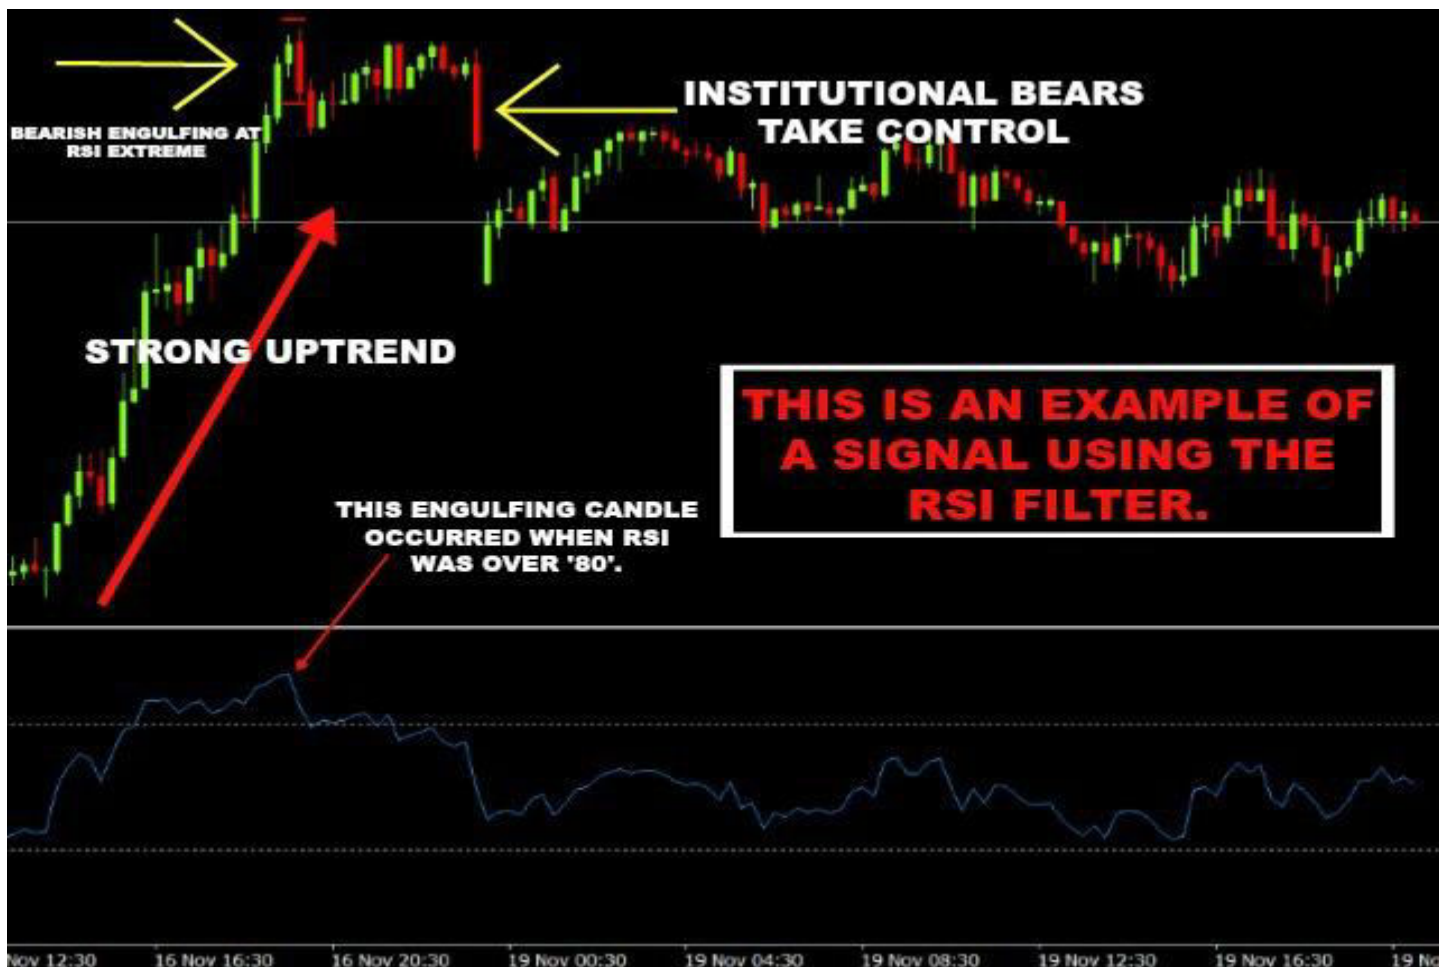 INSTITUTIONAL BEARS
TAKE CONTROL
BEARISH ENGULFING AT
RSI EXTREME
STRONG UPTREND
THIS IS AN EXAMPLE OF
A SIGNAL USING THE
RSI FILTER.
THIS ENGULFING CANDLE
OCCURRED WHEN RSI
WAS OVER '80'.
Nov 12:30 16 Nov 16:30 16 Nov 20:30 19 Nov 00:30 19 Nov 04:30 19 Nov 08:30 19 Nov 12:30 19 Nov 16:30 19 No